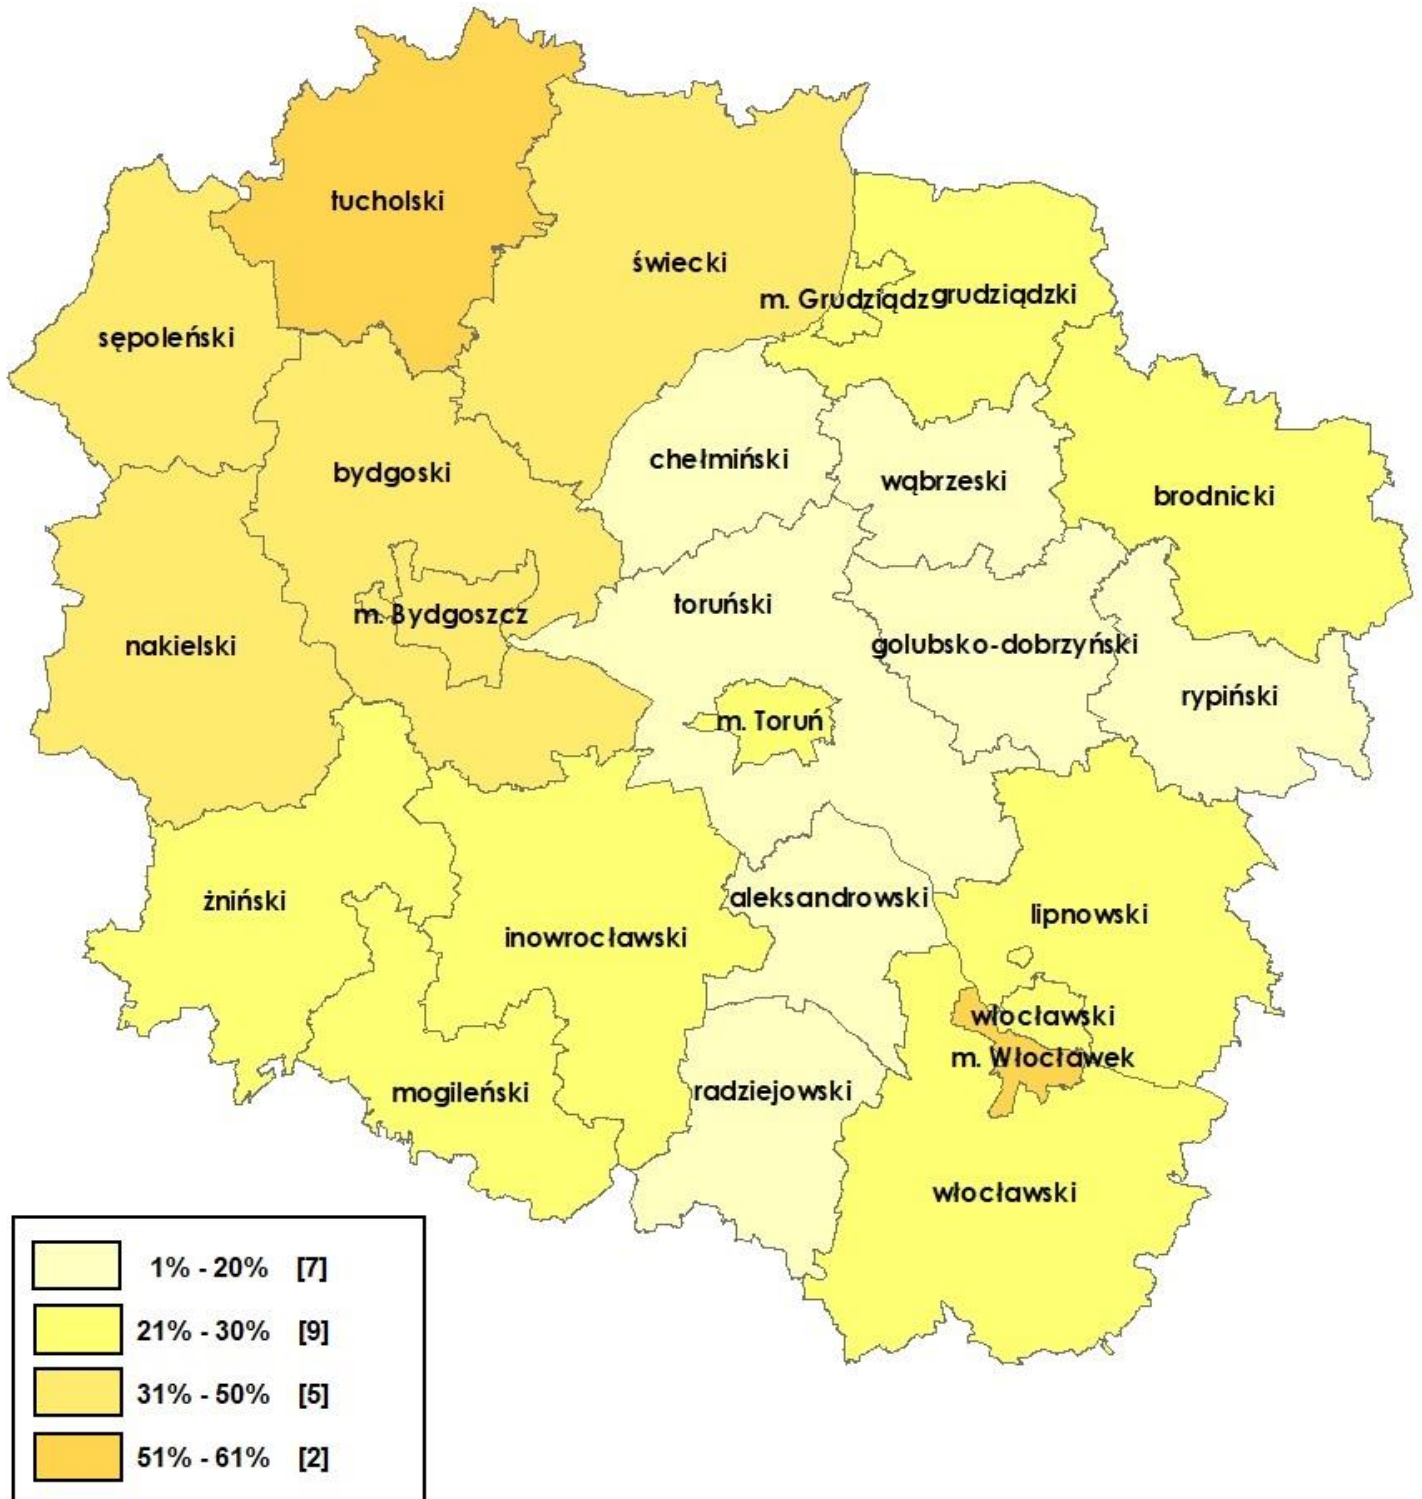 tucholski
świecki
m. Grudziądz
grudziądzki
sępoleński
bydgoski
chełmiński
wąbrzeski
brodnicki
m. Bydgoszcz
toruński
nakielski
golubsko-dobrzyński
rypiński
m. Toruń
żniński
aleksandrowski
lipnowski
inowrocławski
włocławski
m. Włocławek
mogileński
radziejowski
włocławski
1% - 20% [7]
21% - 30% [9]
31% - 50% [5]
51% - 61% [2]